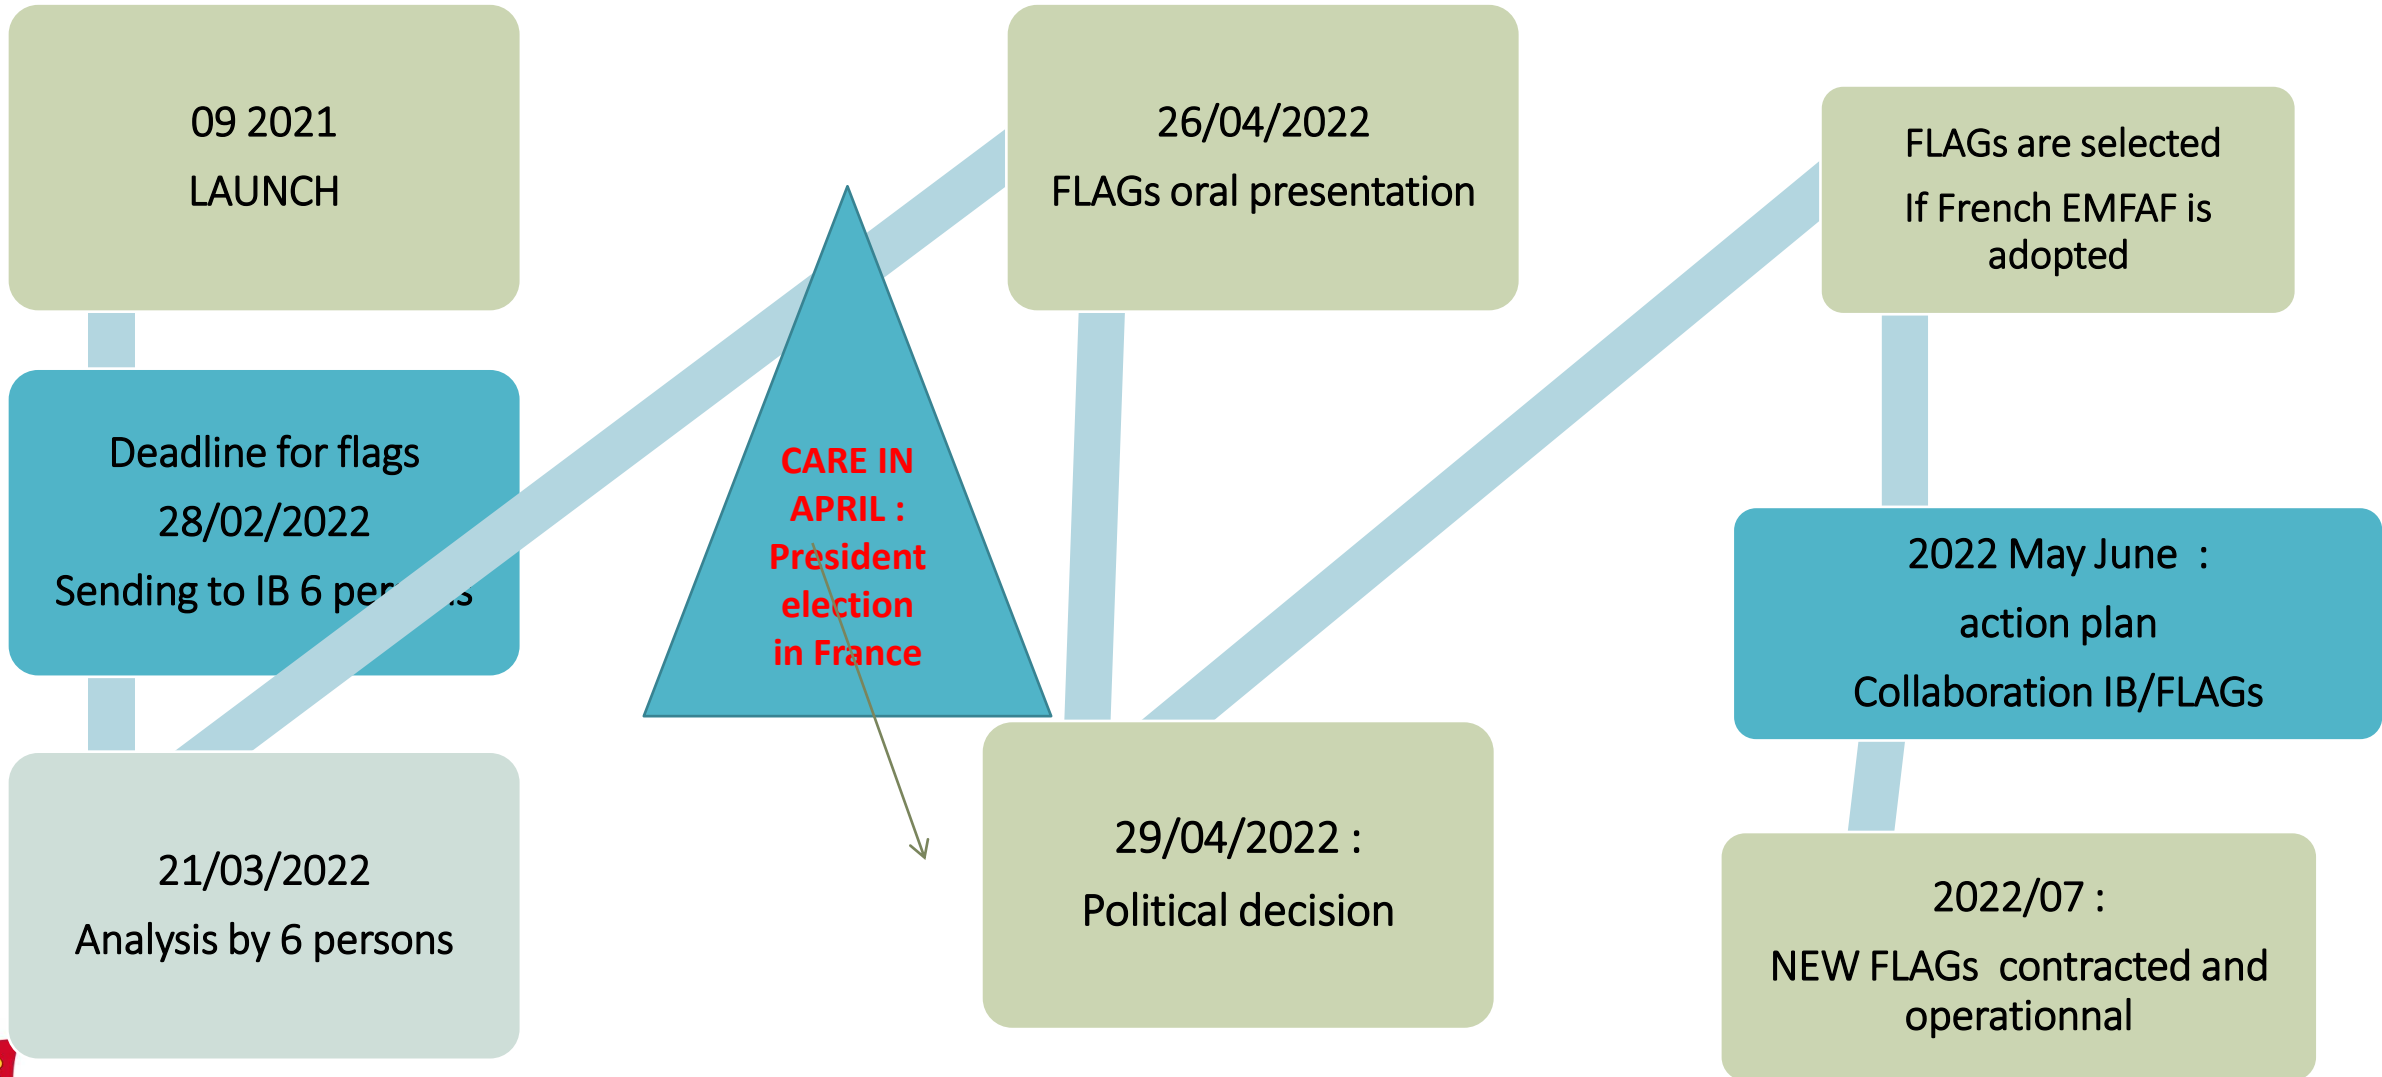 09 2021
LAUNCH
Deadline for flags
28/02/2022
Sending to IB 6
21/03/2022
Analysis by 6 persons
CARE IN
APRIL :
President
election
in France
26/04/2022
FLAGs oral presentation
29/04/2022 :
Political decision
FLAGs are selected
If French EMFAF is
adopted
2022 May June  :
action plan
Collaboration IB/FLAGs
2022/07 :
NEW FLAGs  contracted and
operationnal